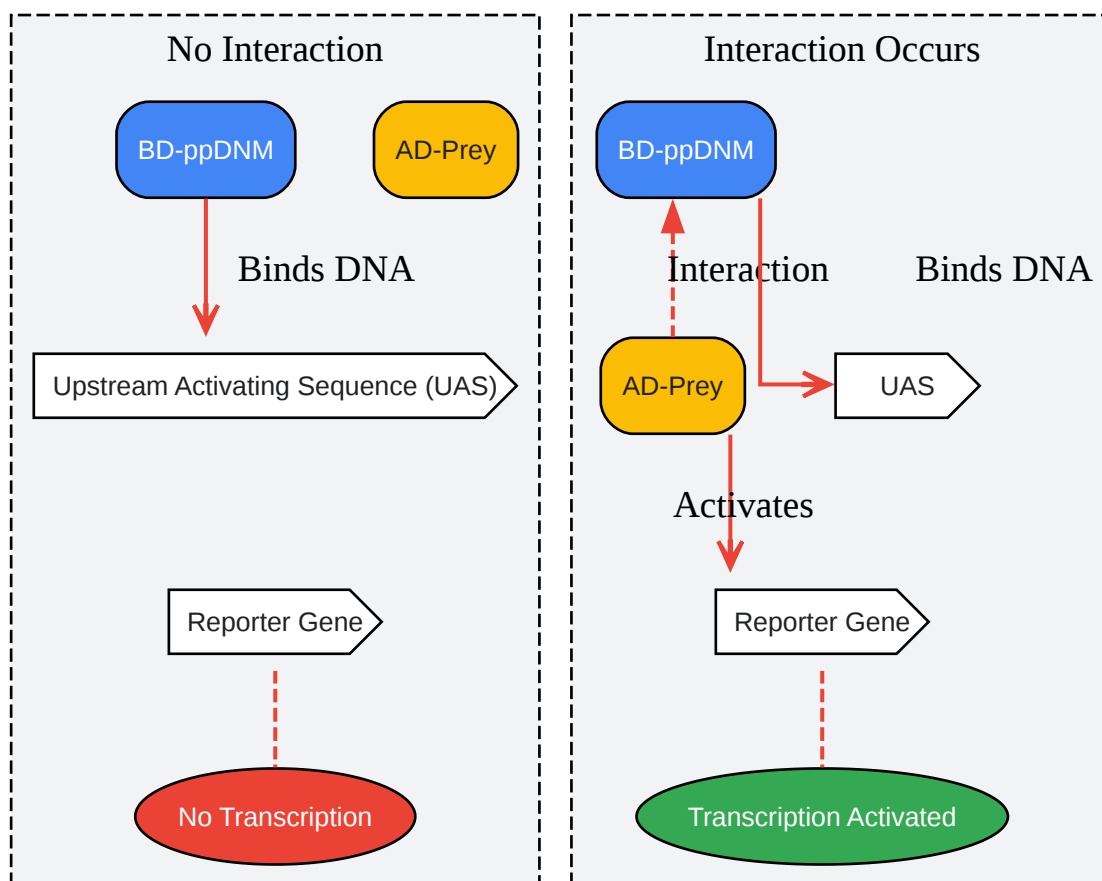 No Interaction
BD-ppDNM
AD-Prey
Binds DNA
Upstream Activating Sequence (UAS)
Reporter Gene
No Transcription
Interaction Occurs
BD-ppDNM
Interaction
Binds DNA
AD-Prey
UAS
Activates
Reporter Gene
Transcription Activated